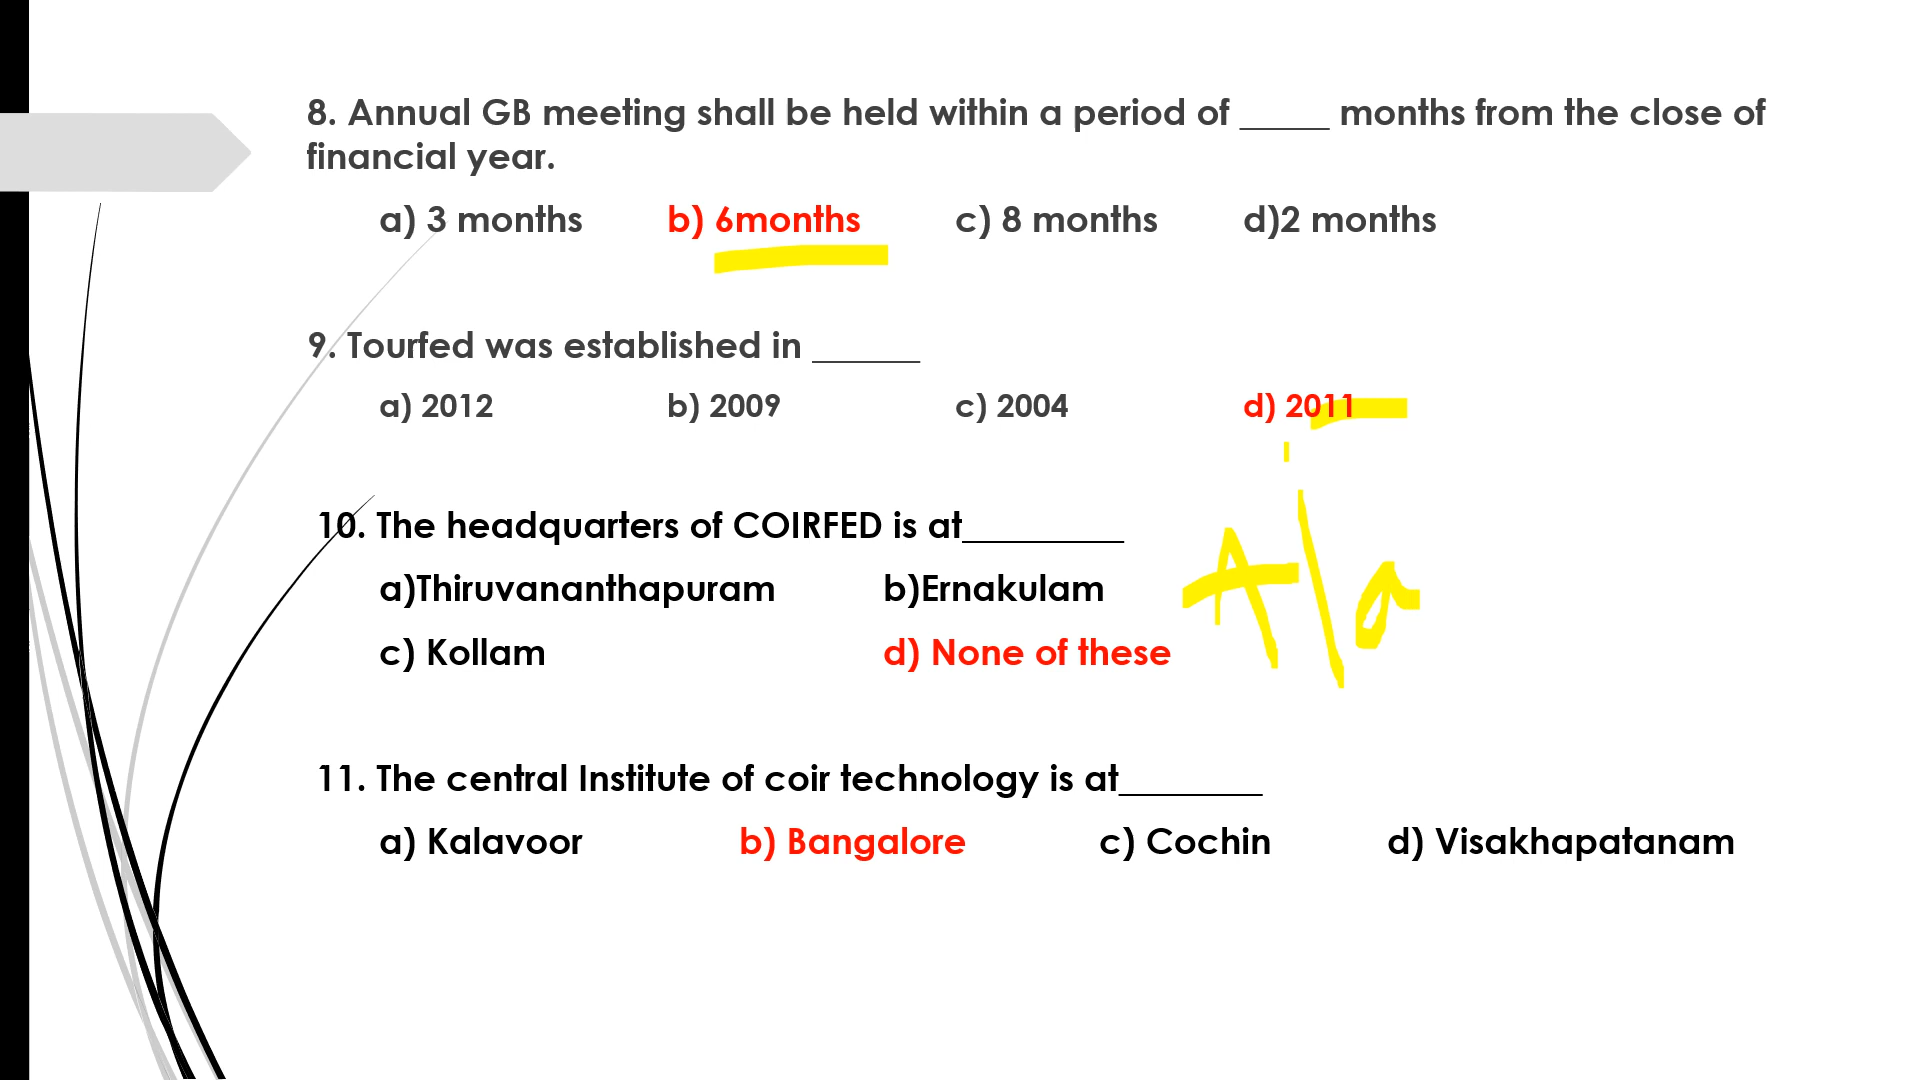 8. Annual GB meeting shall be held within a period of _____ months from the close of
financial year.
a) 3 months b) 6months c) 8 months d)2 months
9. Tourfed was established in ______
a) 2012 b) 2009 c) 2004 d) 2011
10. The headquarters of COIRFED is at_________
a)Thiruvananthapuram b)Ernakulam
c) Kollam d) None of these
11. The central Institute of coir technology is at________
a) Kalavoor b) Bangalore c) Cochin d) Visakhapatanam